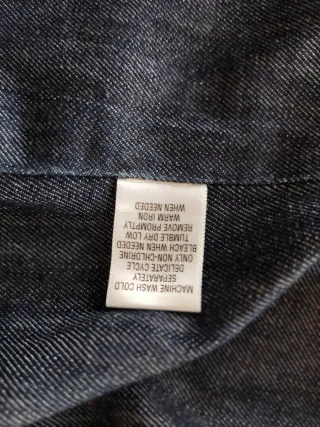 MACHINE WASH COLD
SEPARATELY
DELICATE CYCLE
ONLY NON-CHLORINE
BLEACH WHEN NEEDED
TUMBLE DRY LOW
REMOVE PROMPTLY
WARM IRON
WHEN NEEDED